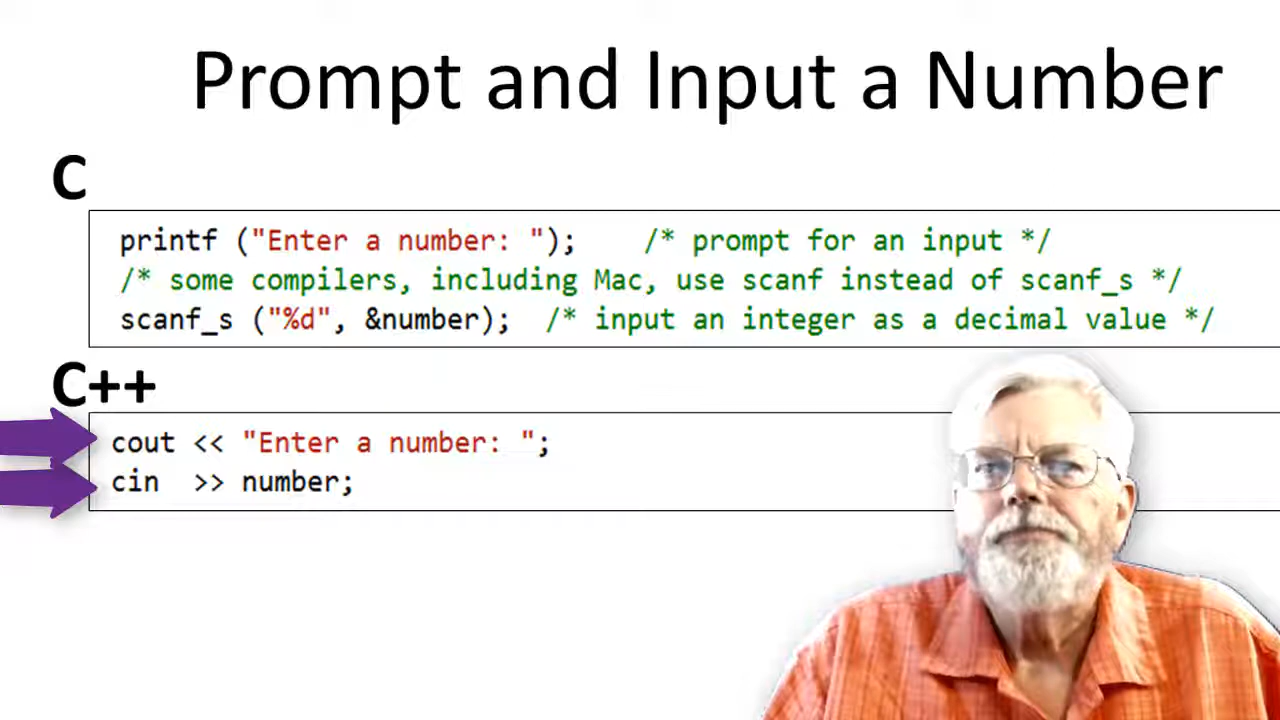 Prompt and Input a Number
C
printf ("Enter a number: ");    /* prompt for an input */
/* some compilers, including Mac, use scanf instead of scanf_s */
scanf_s ("%d", &number);  /* input an integer as a decimal value */
C++
cout << "Enter a number: ";
cin  >> number;